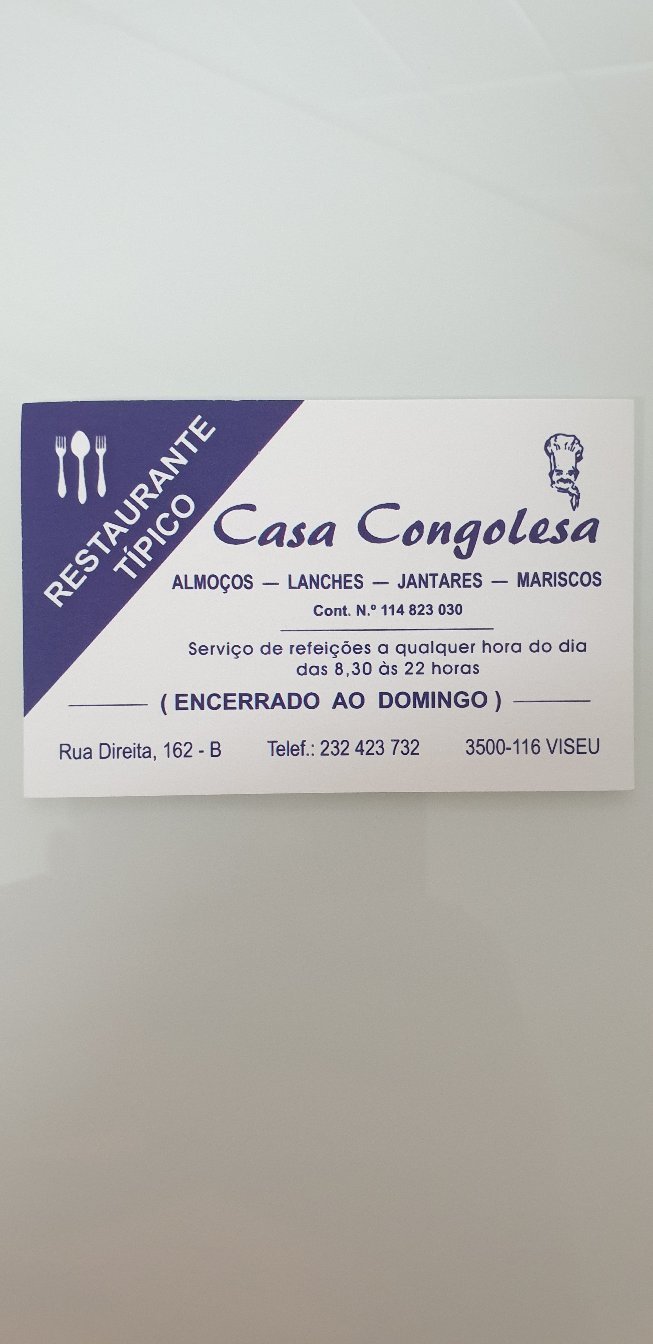 RESTAURANTE
TÍPICO
Casa Congolesa
ALMOÇOS — LANCHES — JANTARES — MARISCOS
Cont. N.º 114 823 030
Serviço de refeições a qualquer hora do dia
das 8,30 às 22 horas
( ENCERRADO AO DOMINGO )
Rua Direita, 162 - B Telef.: 232 423 732 3500-116 VISEU